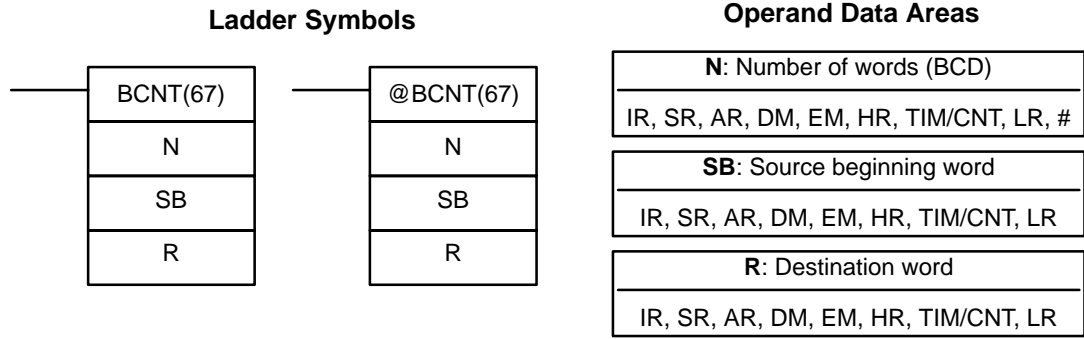 Ladder Symbols
BCNT(67)
N
SB
R
@BCNT(67)
N
SB
R
Operand Data Areas
N: Number of words (BCD)
IR, SR, AR, DM, EM, HR, TIM/CNT, LR, #
SB: Source beginning word
IR, SR, AR, DM, EM, HR, TIM/CNT, LR
R: Destination word
IR, SR, AR, DM, EM, HR, TIM/CNT, LR